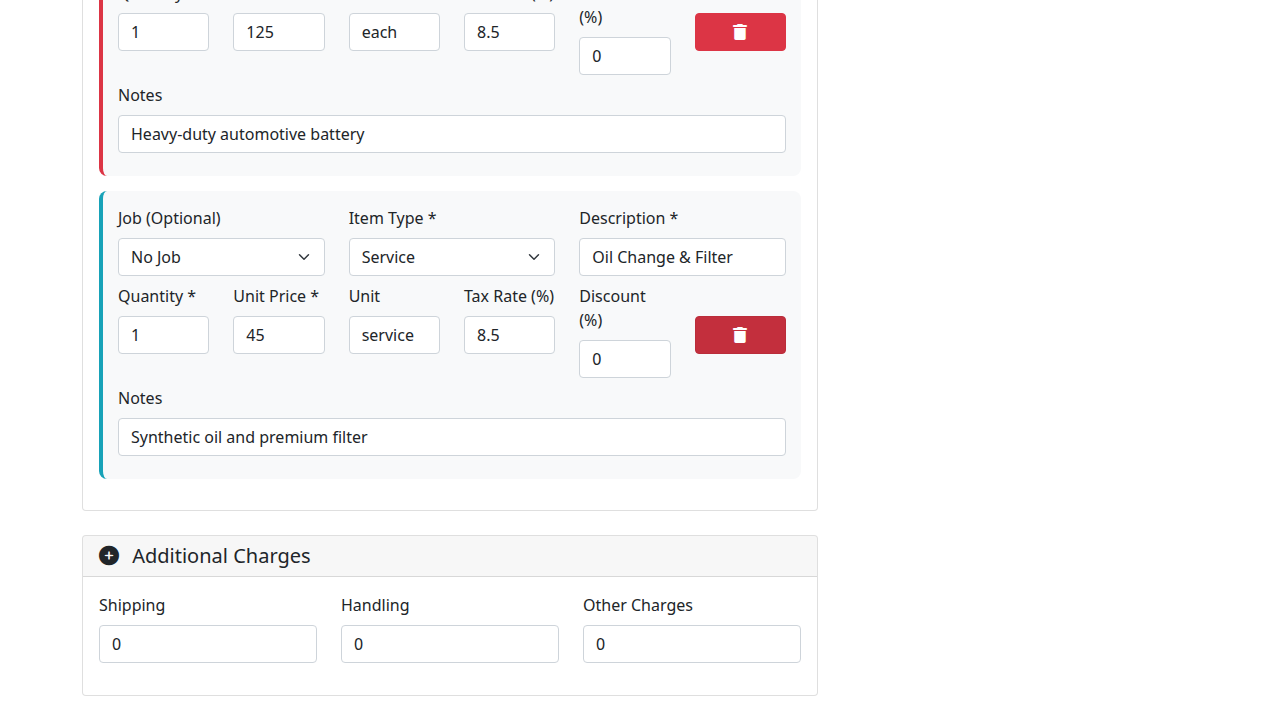 (%)
1 125 each 8.5
0
Notes
Heavy-duty automotive battery
Job (Optional) Item Type * Description *
No Job Service Oil Change & Filter
Quantity * Unit Price * Unit Tax Rate (%) Discount (%)
1 45 service 8.5 0
Notes
Synthetic oil and premium filter
Additional Charges
Shipping Handling Other Charges
0 0 0